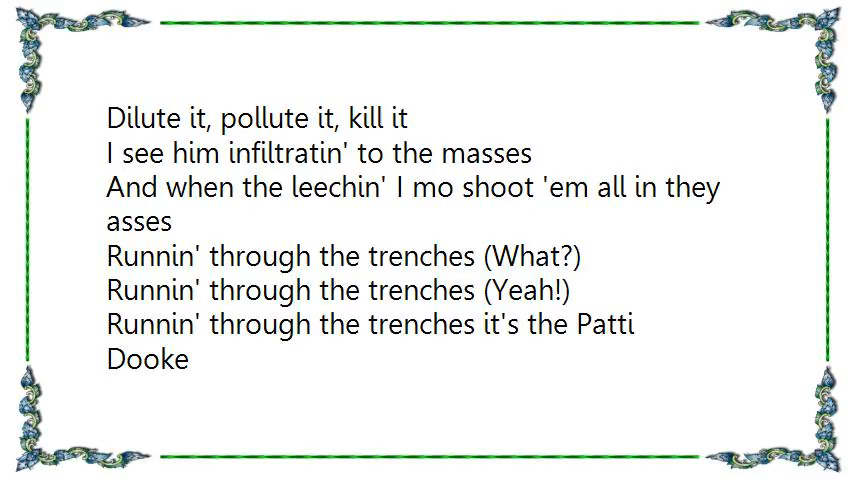 Dilute it, pollute it, kill it
I see him infiltratin' to the masses
And when the leechin' I mo shoot 'em all in they
asses
Runnin' through the trenches (What?)
Runnin' through the trenches (Yeah!)
Runnin' through the trenches it's the Patti
Dooke